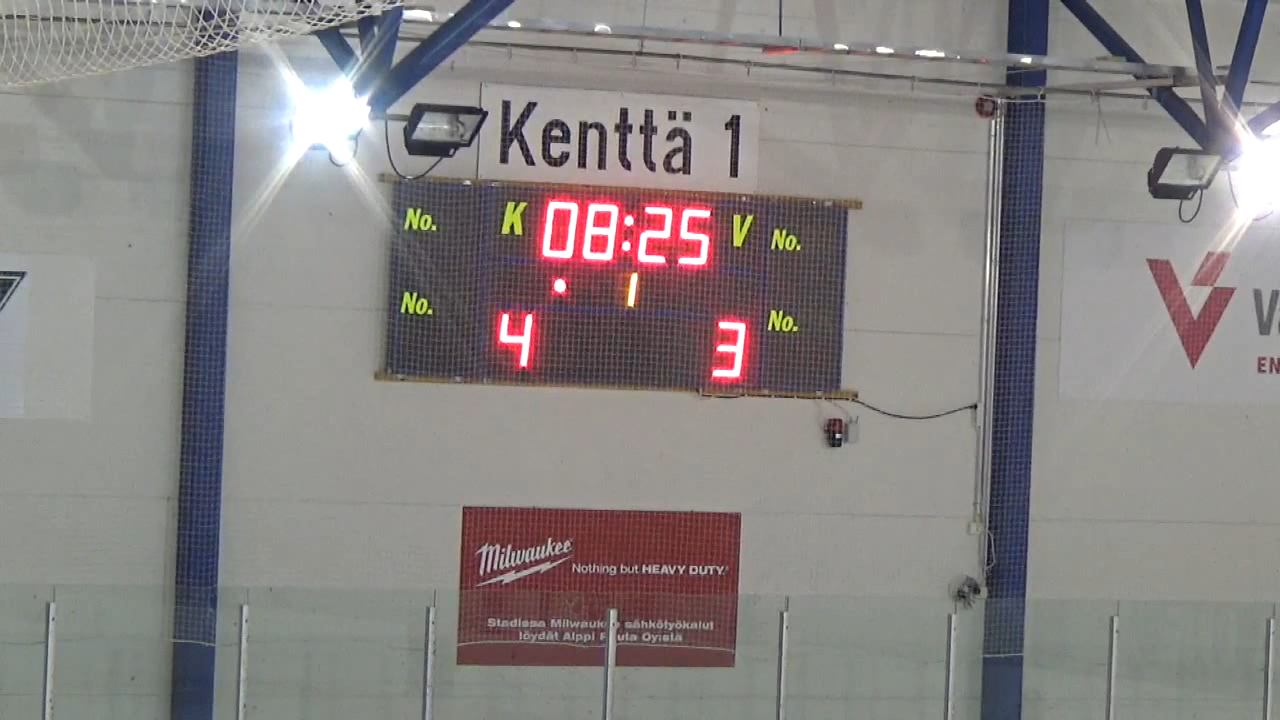 Kenttä 1
No. K 08:25 V No.
1
No. 4 3 No.
V
EN
Milwaukee
Nothing but HEAVY DUTY.®
Stadissa Milwaukee sähkötyökalut
löydät Alppi Rauta Oy:stä